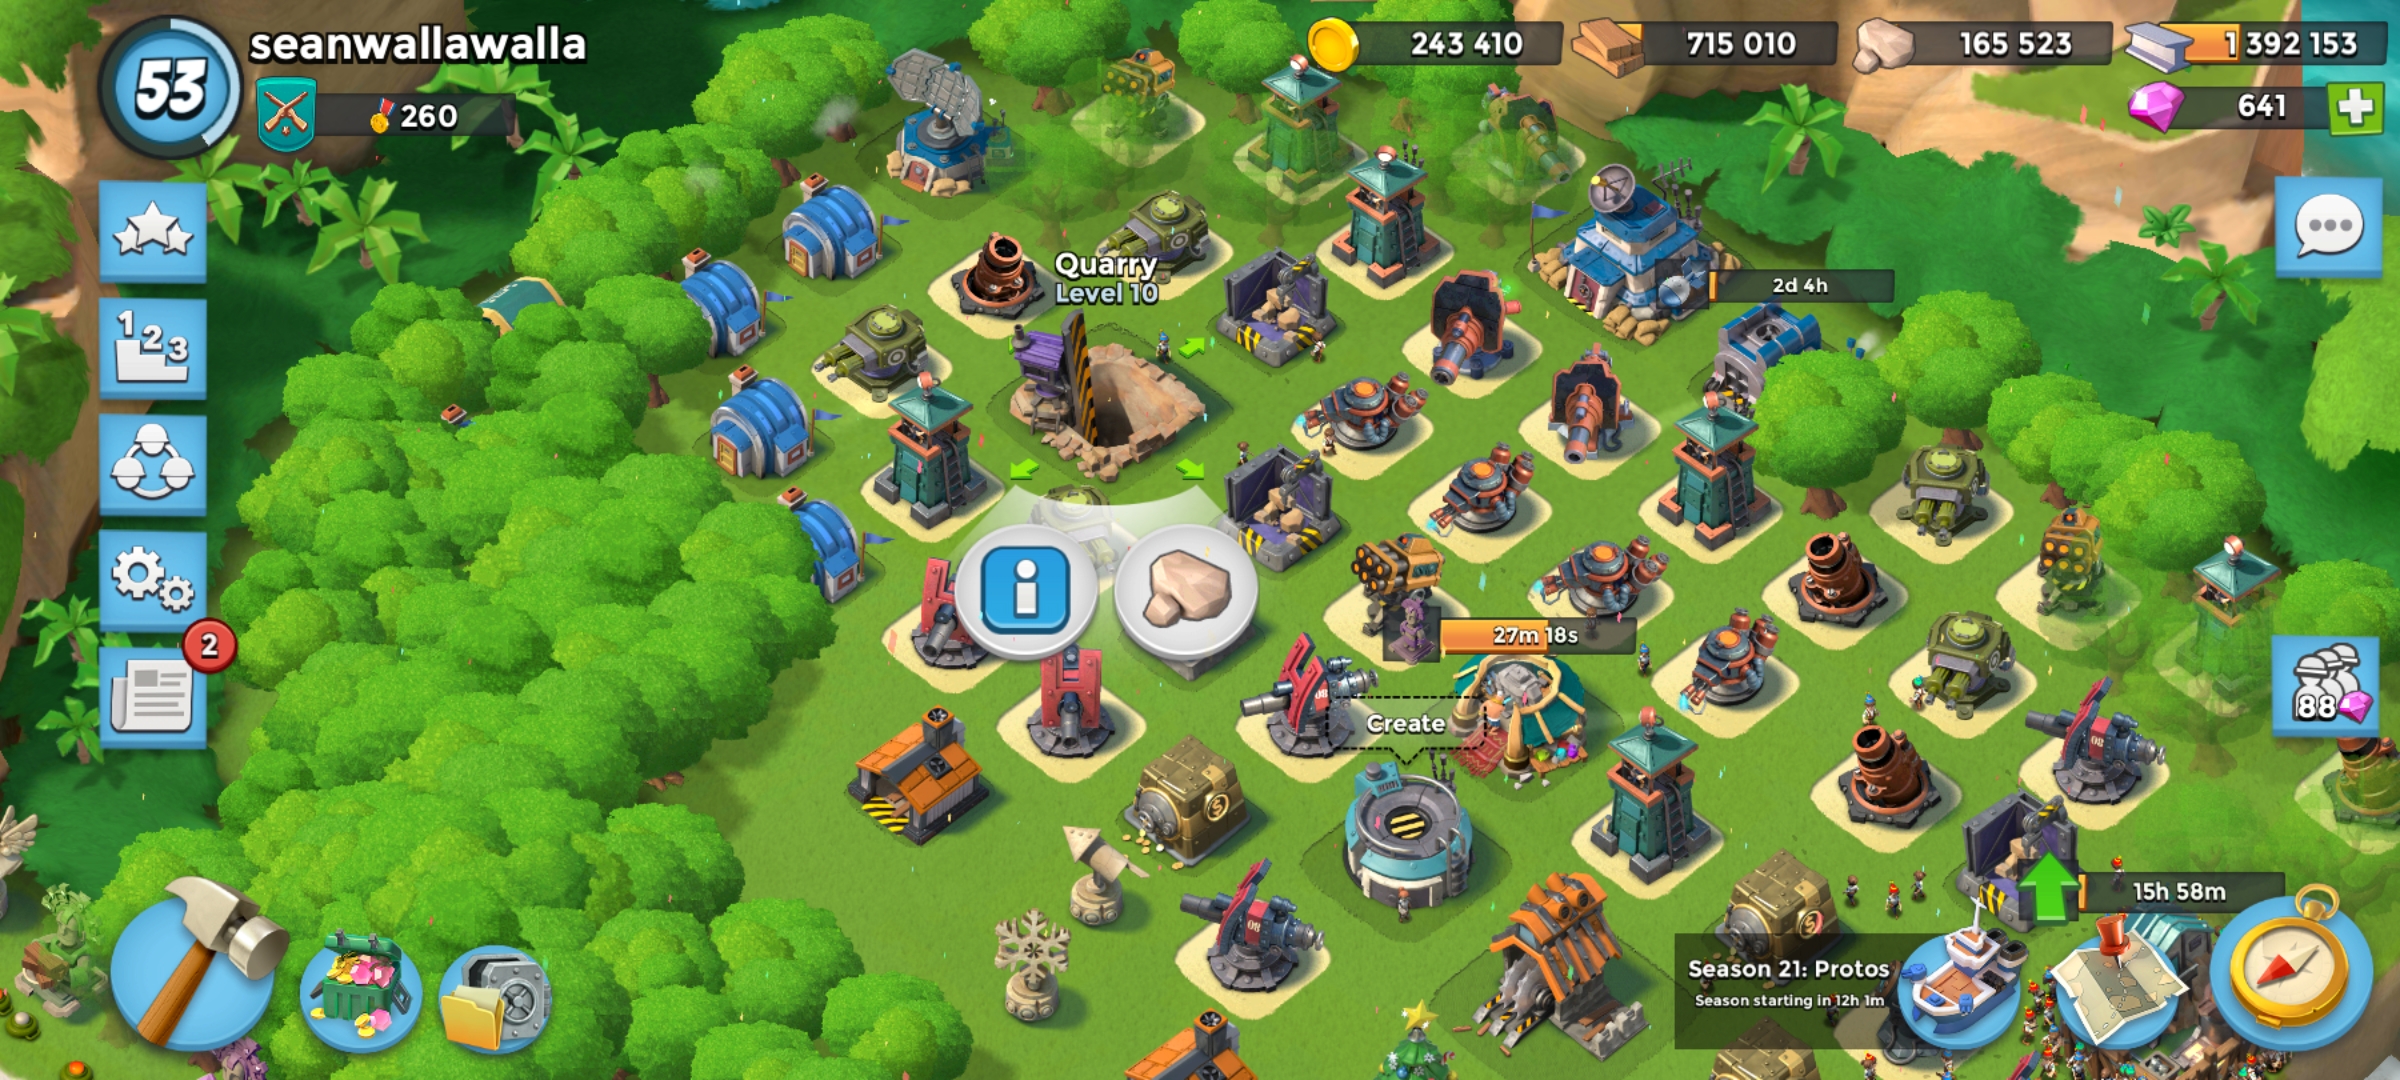 53
seanwallawalla
260
243 410
715 010
165 523
1 392 153
641
123
2
Quarry
Level 10
2d 4h
27m 18s
Create
88
15h 58m
Season 21: Protos
Season starting in 12h 1m